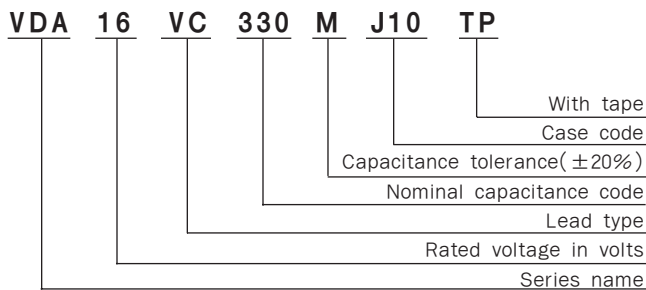 VDA 16 VC 330 M J10 TP
With tape
Case code
Capacitance tolerance(±20%)
Nominal capacitance code
Lead type
Rated voltage in volts
Series name